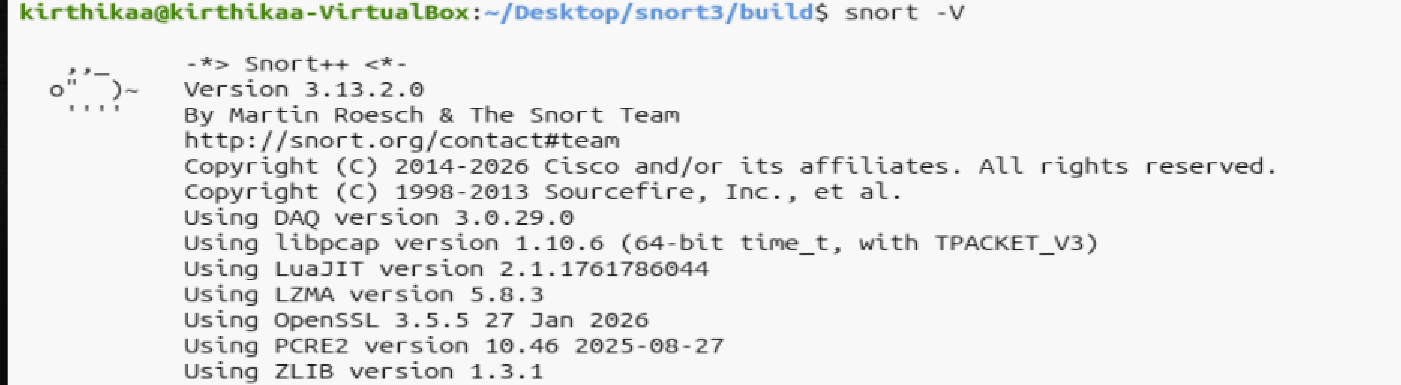 kirthikaa@kirthikaa-VirtualBox:~/Desktop/snort3/build$ snort -V
   ,,_     -*> Snort++ <*-
  o"  )~   Version 3.13.2.0
   ''''    By Martin Roesch & The Snort Team
           http://snort.org/contact#team
           Copyright (C) 2014-2026 Cisco and/or its affiliates. All rights reserved.
           Copyright (C) 1998-2013 Sourcefire, Inc., et al.
           Using DAQ version 3.0.29.0
           Using libpcap version 1.10.6 (64-bit time_t, with TPACKET_V3)
           Using LuaJIT version 2.1.1761786044
           Using LZMA version 5.8.3
           Using OpenSSL 3.5.5 27 Jan 2026
           Using PCRE2 version 10.46 2025-08-27
           Using ZLIB version 1.3.1